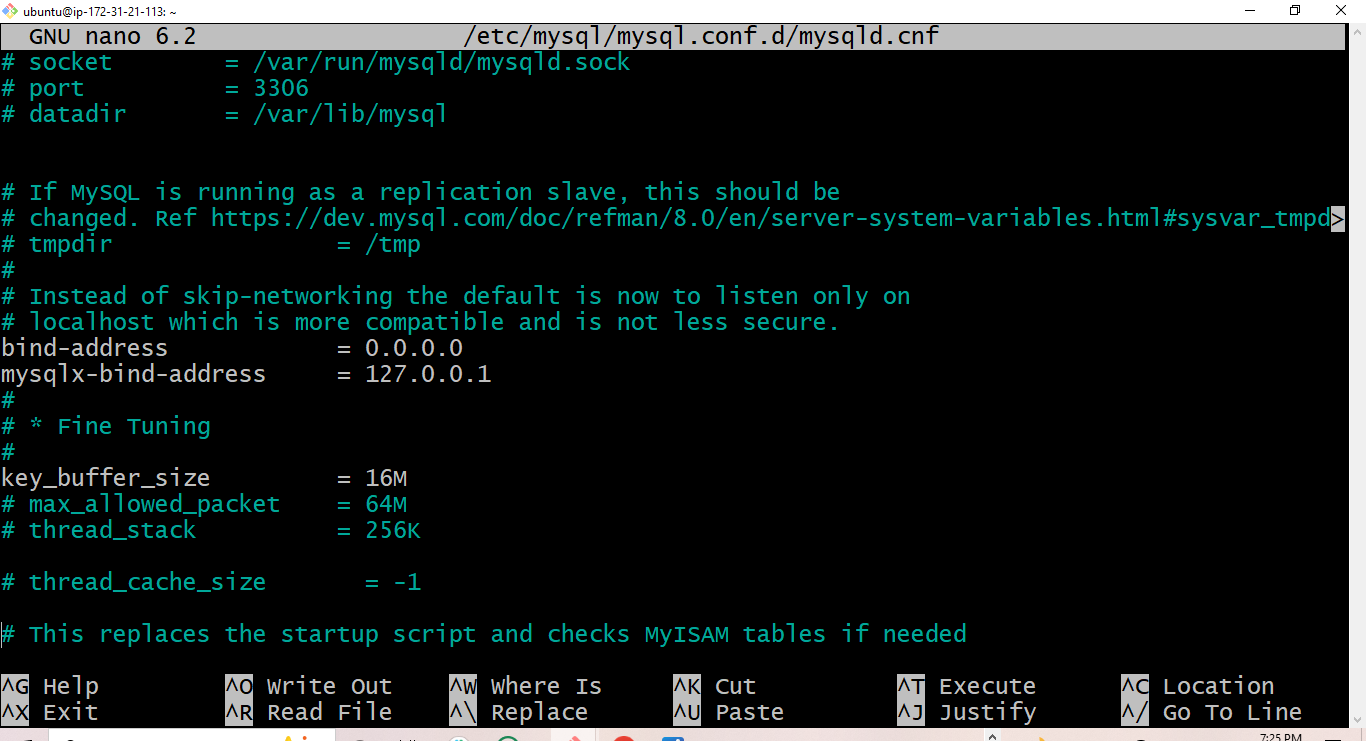 ubuntu@ip-172-31-21-113: ~
GNU nano 6.2 /etc/mysql/mysql.conf.d/mysqld.cnf
# socket = /var/run/mysqld/mysqld.sock
# port = 3306
# datadir = /var/lib/mysql
# If MySQL is running as a replication slave, this should be
# changed. Ref https://dev.mysql.com/doc/refman/8.0/en/server-system-variables.html#sysvar_tmpd>
# tmpdir = /tmp
#
# Instead of skip-networking the default is now to listen only on
# localhost which is more compatible and is not less secure.
bind-address = 0.0.0.0
mysqlx-bind-address = 127.0.0.1
#
# * Fine Tuning
#
key_buffer_size = 16M
# max_allowed_packet = 64M
# thread_stack = 256K
# thread_cache_size = -1
# This replaces the startup script and checks MyISAM tables if needed
^G Help ^O Write Out ^W Where Is ^K Cut ^T Execute ^C Location
^X Exit ^R Read File ^\ Replace ^U Paste ^J Justify ^/ Go To Line
7:25 PM